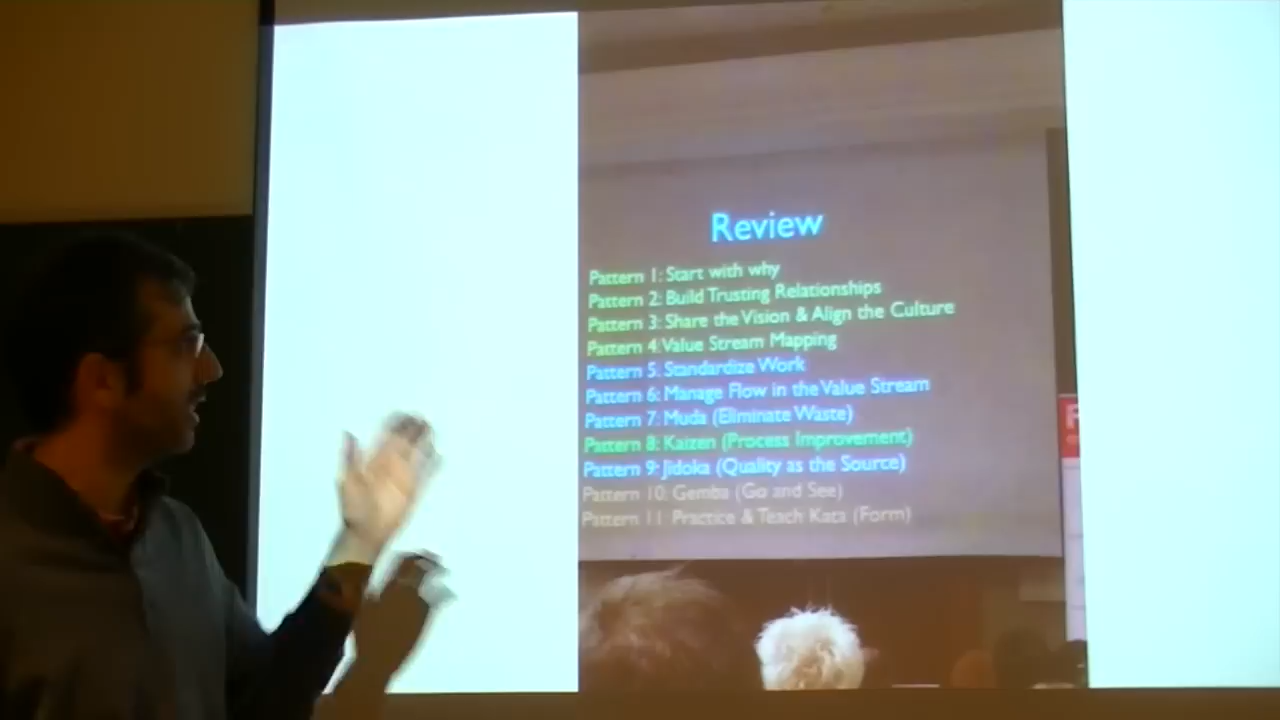 Review
Pattern 1: Start with why
Pattern 2: Build Trusting Relationships
Pattern 3: Share the Vision & Align the Culture
Pattern 4: Value Stream Mapping
Pattern 5: Standardize Work
Pattern 6: Manage Flow in the Value Stream
Pattern 7: Muda (Eliminate Waste)
Pattern 8: Kaizen (Process Improvement)
Pattern 9: Jidoka (Quality as the Source)
Pattern 10: Gemba (Go and See)
Pattern 11: Practice & Teach Kata (Form)